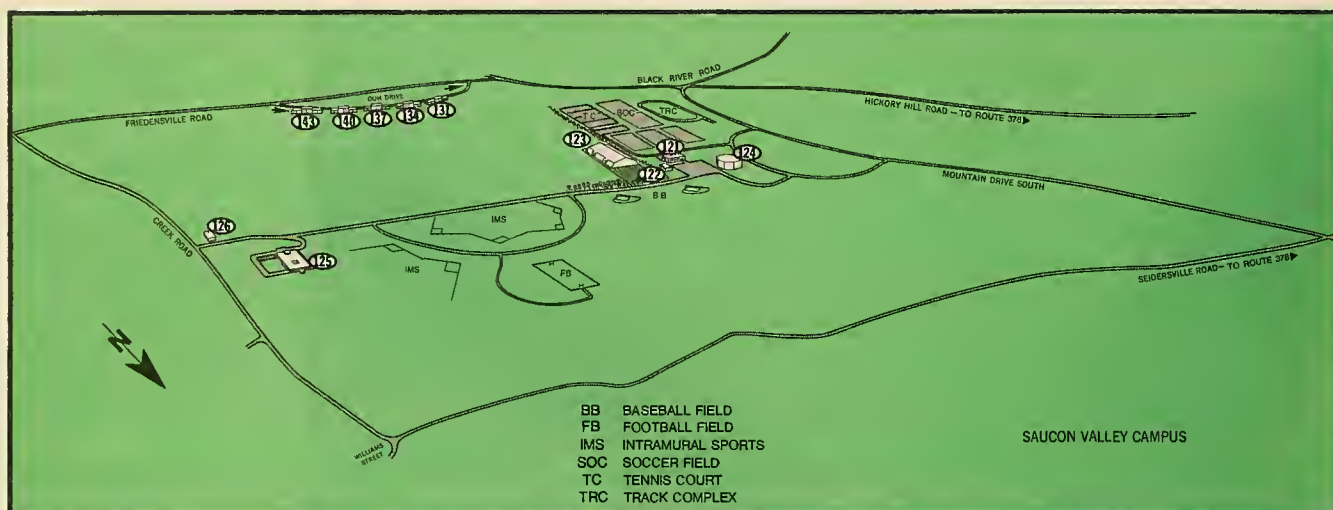 BLACK RIVER ROAD
HICKORY HILL ROAD – TO ROUTE 378
OUH DRIVE
FRIEDENSVILLE ROAD
143
140
137
134
131
TC
SOC
TRC
123
121
124
122
BB
MOUNTAIN DRIVE SOUTH
126
CREEK ROAD
125
IMS
IMS
FB
SEIDERSVILLE ROAD – TO ROUTE 378
N
WILLIAMS
STREET
BB BASEBALL FIELD
FB FOOTBALL FIELD
IMS INTRAMURAL SPORTS
SOC SOCCER FIELD
TC TENNIS COURT
TRC TRACK COMPLEX
SAUCON VALLEY CAMPUS